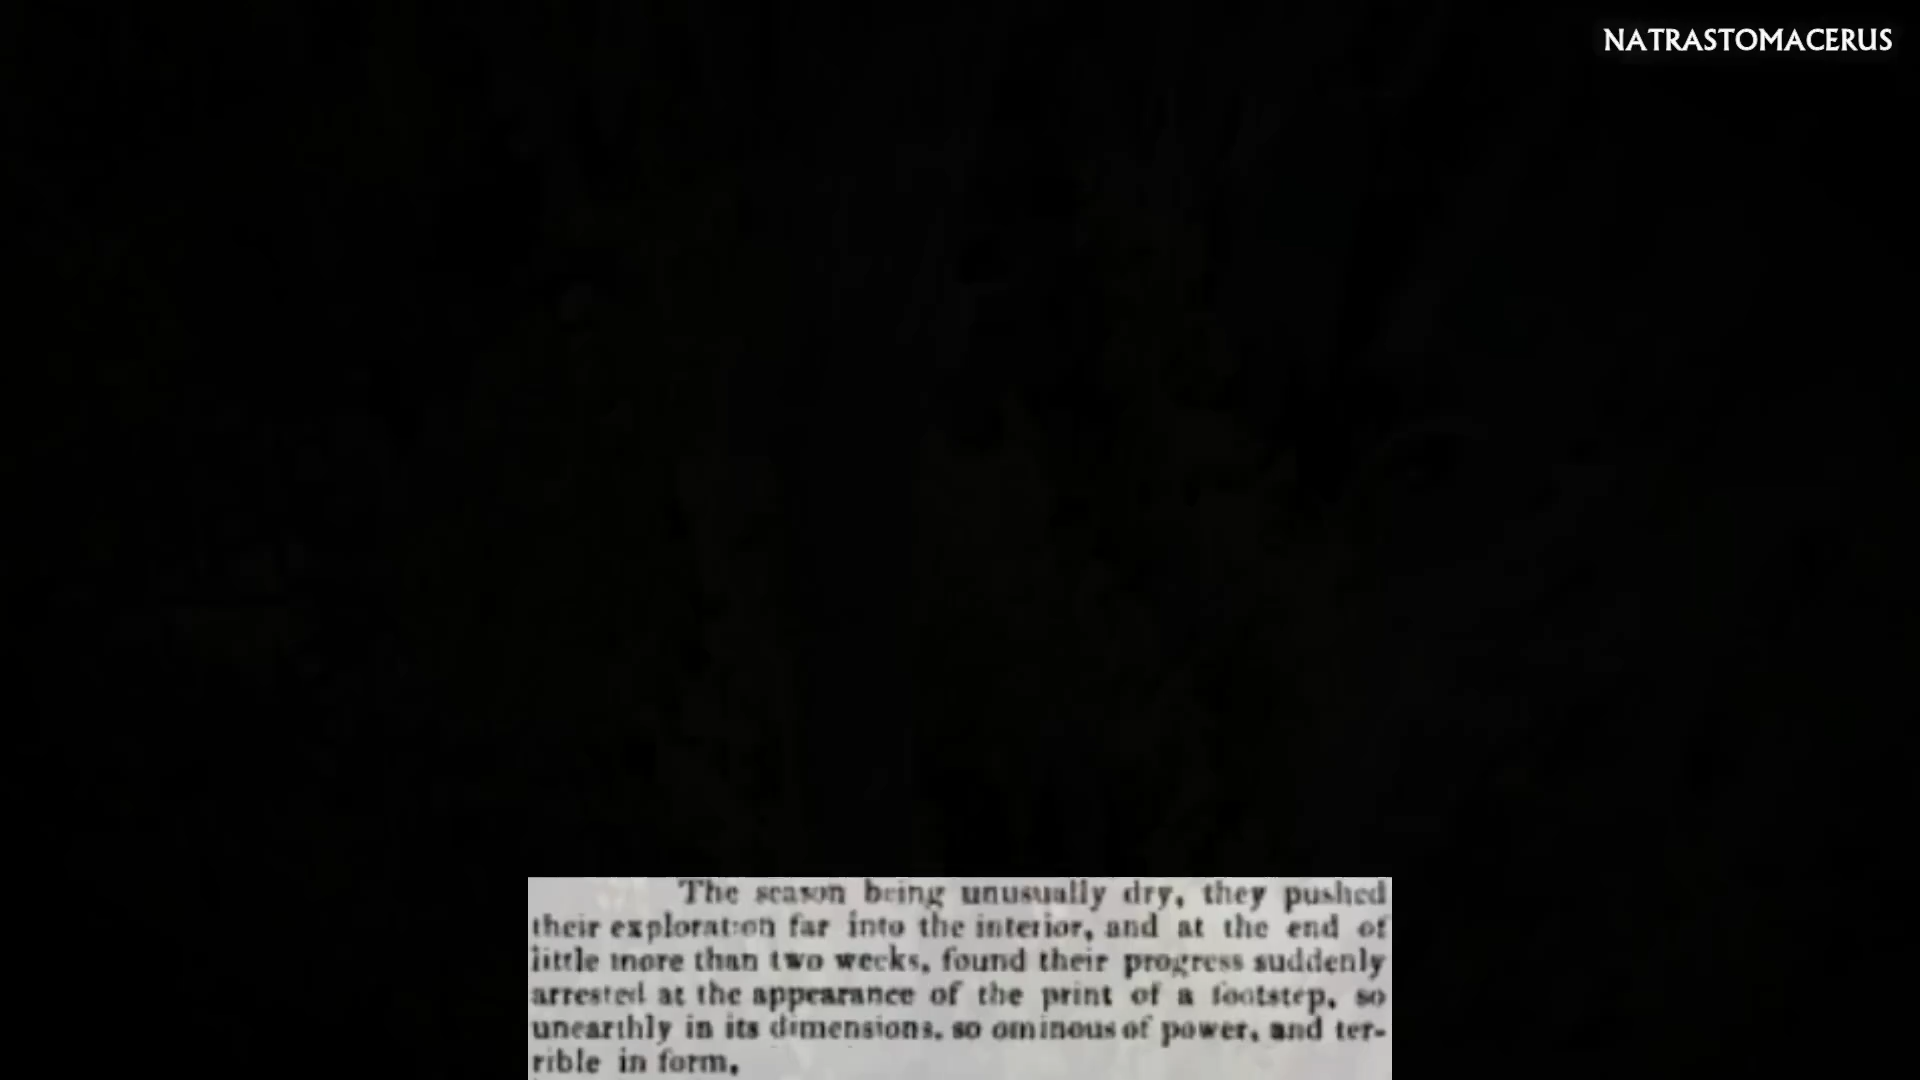 NATRASTOMACERUS
The season being unusually dry, they pushed
their exploration far into the interior, and at the end of
little more than two weeks, found their progress suddenly
arrested at the appearance of the print of a footstep, so
unearthly in its dimensions, so ominous of power, and ter-
rible in form,